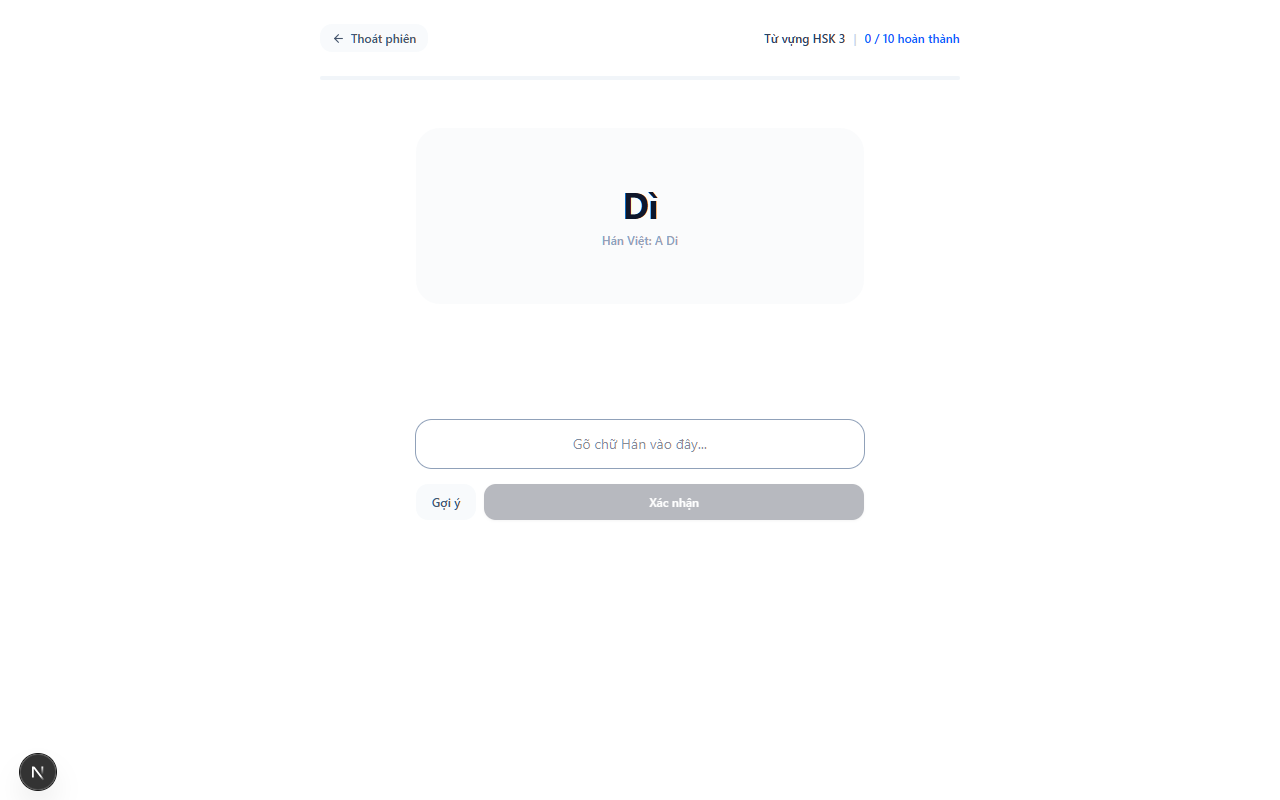 ← Thoát phiên
Từ vựng HSK 3 | 0 / 10 hoàn thành
Dì
Hán Việt: A Dì
Gõ chữ Hán vào đây...
Gợi ý
Xác nhận
N